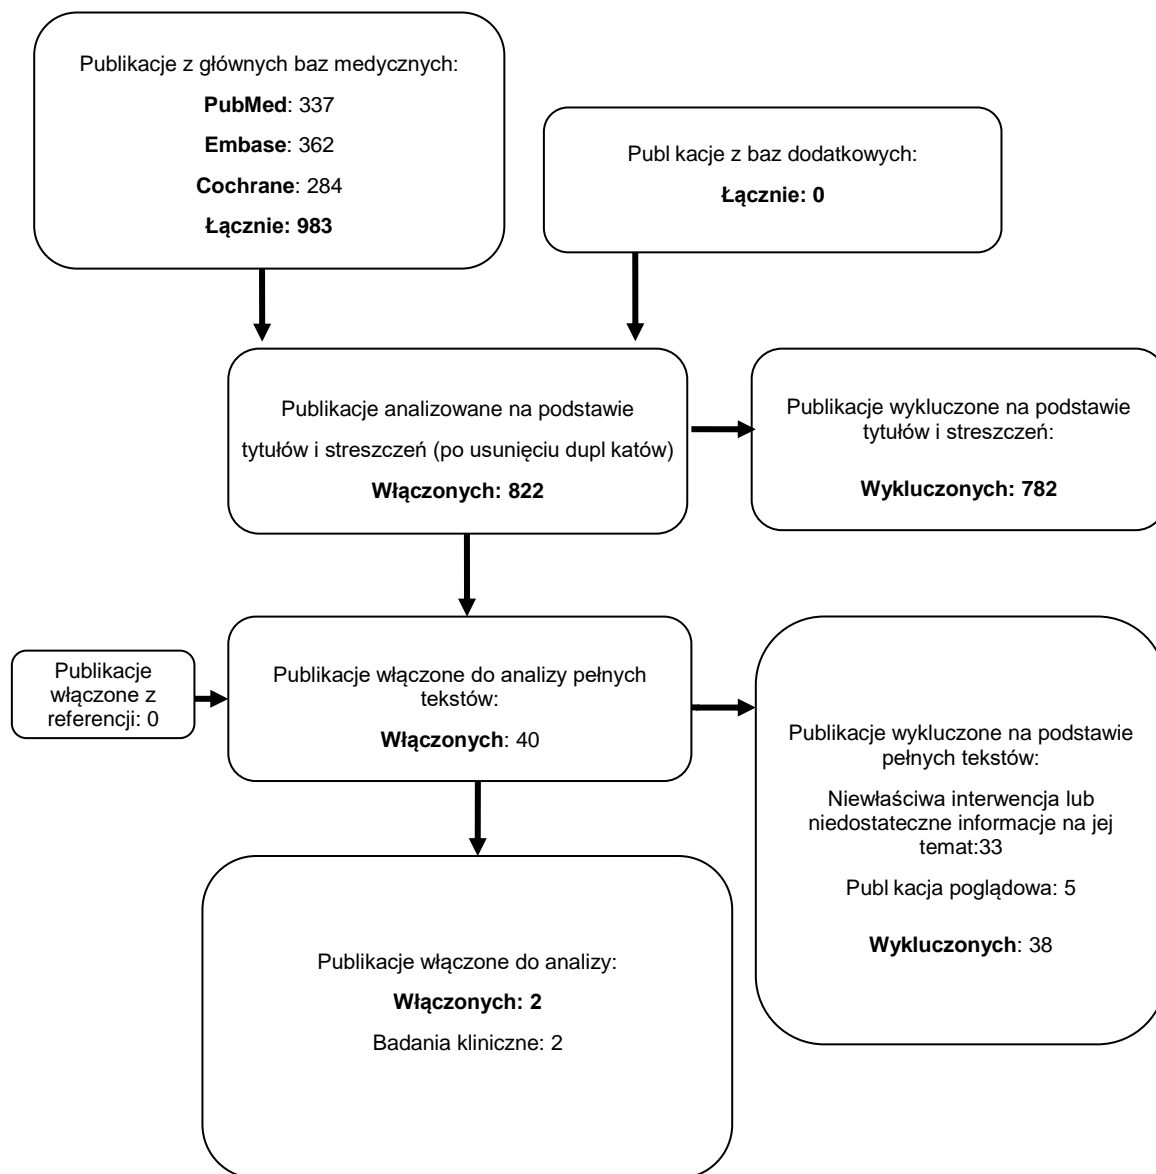 Publikacje z głównych baz medycznych:
PubMed: 337
Embase: 362
Cochrane: 284
Łącznie: 983
Publ kacje z baz dodatkowych:
Łącznie: 0
Publikacje analizowane na podstawie
tytułów i streszczeń (po usunięciu dupl katów)
Włączonych: 822
Publikacje wykluczone na podstawie
tytułów i streszczeń:
Wykluczonych: 782
Publikacje
włączone z
referencji: 0
Publikacje włączone do analizy pełnych
tekstów:
Włączonych: 40
Publikacje wykluczone na podstawie
pełnych tekstów:
Niewłaściwa interwencja lub
niedostateczne informacje na jej
temat:33
Publ kacja poglądowa: 5
Wykluczonych: 38
Publikacje włączone do analizy:
Włączonych: 2
Badania kliniczne: 2